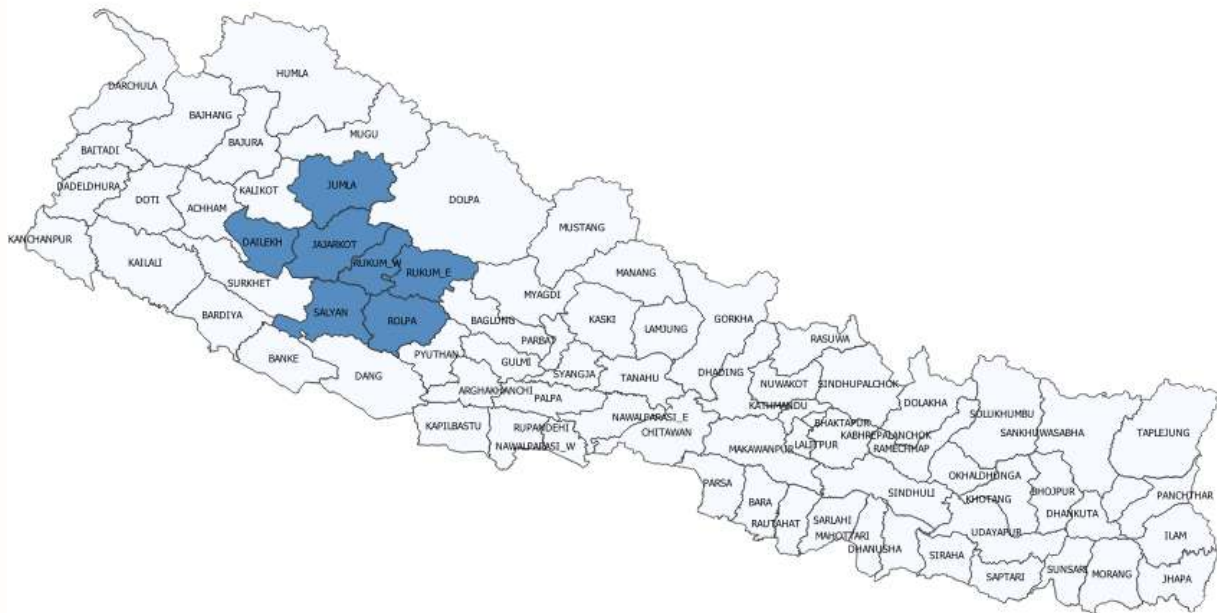 HUMLA
DARCHULA
BAJHANG
MUGU
BAJURA
BAITADI
JUMLA
DADELDHURA
KALIKOT
DOTI
ACHHAM
DOLPA
MUSTANG
KANCHANPUR
DAILEKH
JAJARKOT
KAILALI
RUKUM_W
RUKUM_E
MANANG
SURKHET
MYAGDI
BARDIYA
SALYAN
ROLPA
BAGLONG
KASKI
LAMJUNG
GORKHA
PARBAT
RASUWA
BANKE
PYUTHAN
GULMI
SYANGJA
TANAHU
DHADING
NUWAKOT
SINDHUPALCHOK
DANG
ARGHAKHANCHI
PALPA
KATHMANDU
DOLAKHA
SOLUKHUMBU
NAWALPARASI_E
BHAKTAPUR
KAPILBASTU
RUPANDEHI
CHITAWAN
KABHREPALANCHOK
SANKHUWASABHA
TAPLEJUNG
NAWALPARASI_W
MAKAWANPUR
LALITPUR
RAMECHHAP
PARSA
OKHALDHUNGA
SINDHULI
KHOTANG
BHOJPUR
PANCHTHAR
BARA
DHANKUTA
RAUTAHAT
SARLAHI
UDAYAPUR
ILAM
MAHOTTARI
DHANUSHA
SIRAHA
SAPTARI
SUNSARI
MORANG
JHAPA